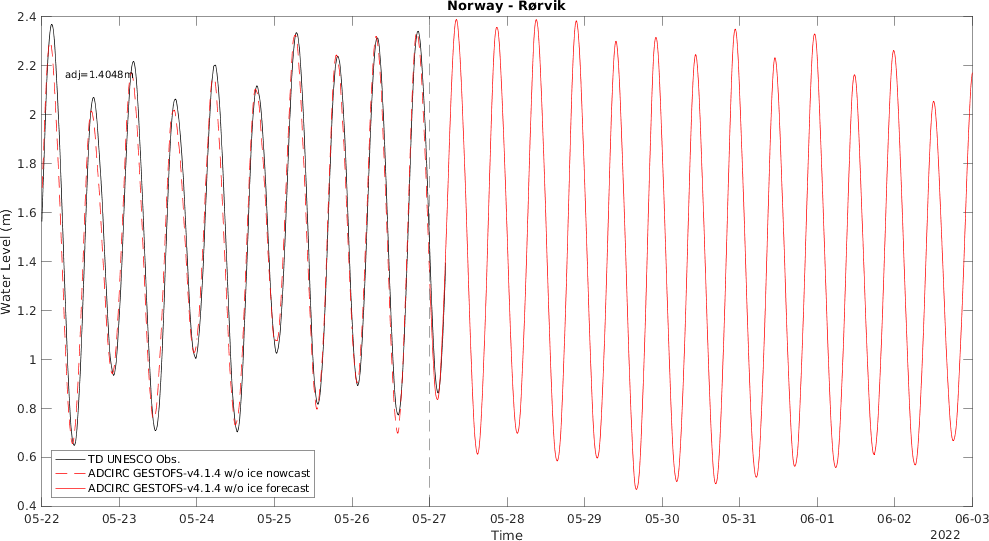 Norway - Rørvik
2.4
2.2
2
1.8
1.6
1.4
1.2
1
0.8
0.6
0.4
Water Level (m)
adj=1.4048m
TD UNESCO Obs.
ADCIRC GESTOFS-v4.1.4 w/o ice nowcast
ADCIRC GESTOFS-v4.1.4 w/o ice forecast
05-22 05-23 05-24 05-25 05-26 05-27 05-28 05-29 05-30 05-31 06-01 06-02 06-03
Time
2022